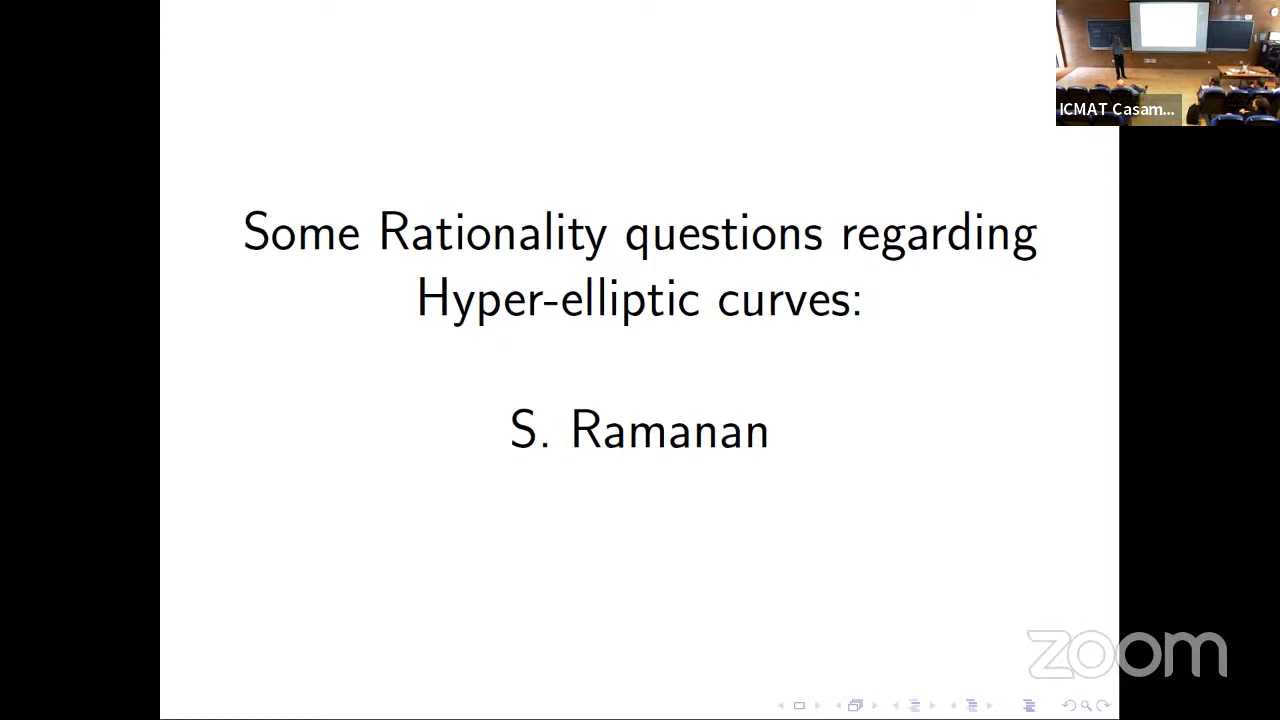 ICMAT Casam...
Some Rationality questions regarding
Hyper-elliptic curves:
S. Ramanan
zoom